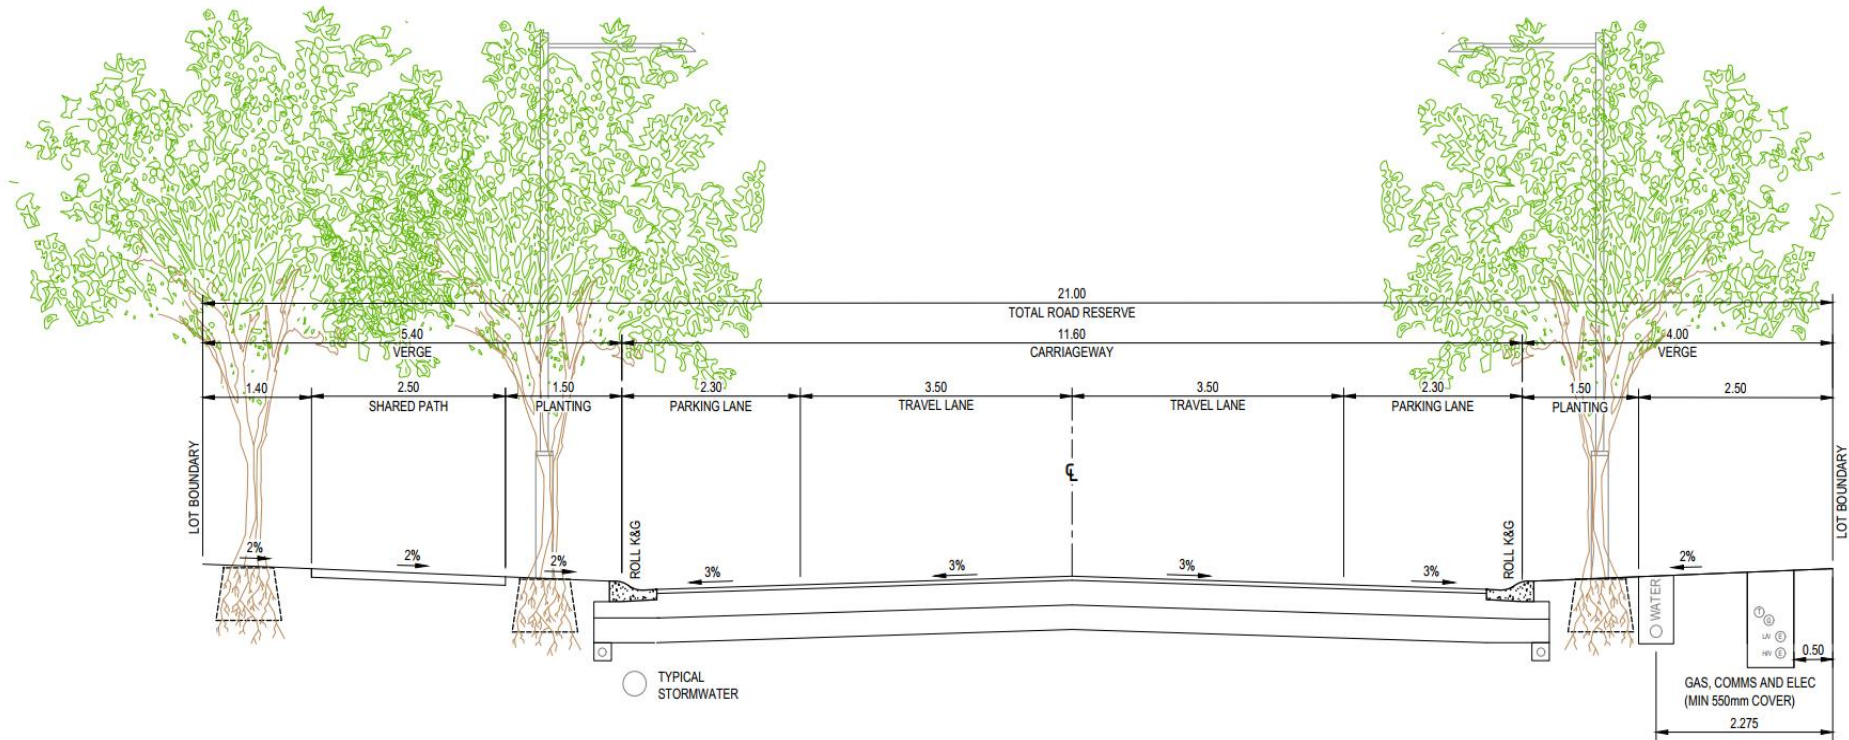 21.00
TOTAL ROAD RESERVE
5.40
VERGE
11.60
CARRIAGEWAY
4.00
VERGE
1.40
2.50
SHARED PATH
1.50
PLANTING
2.30
PARKING LANE
3.50
TRAVEL LANE
3.50
TRAVEL LANE
2.30
PARKING LANE
1.50
PLANTING
2.50
LOT BOUNDARY
ROLL K&G
℄
ROLL K&G
LOT BOUNDARY
2%
2%
2%
3%
3%
3%
3%
2%
WATER
T
G
LV E
HV E
0.50
TYPICAL
STORMWATER
GAS, COMMS AND ELEC
(MIN 550mm COVER)
2.275